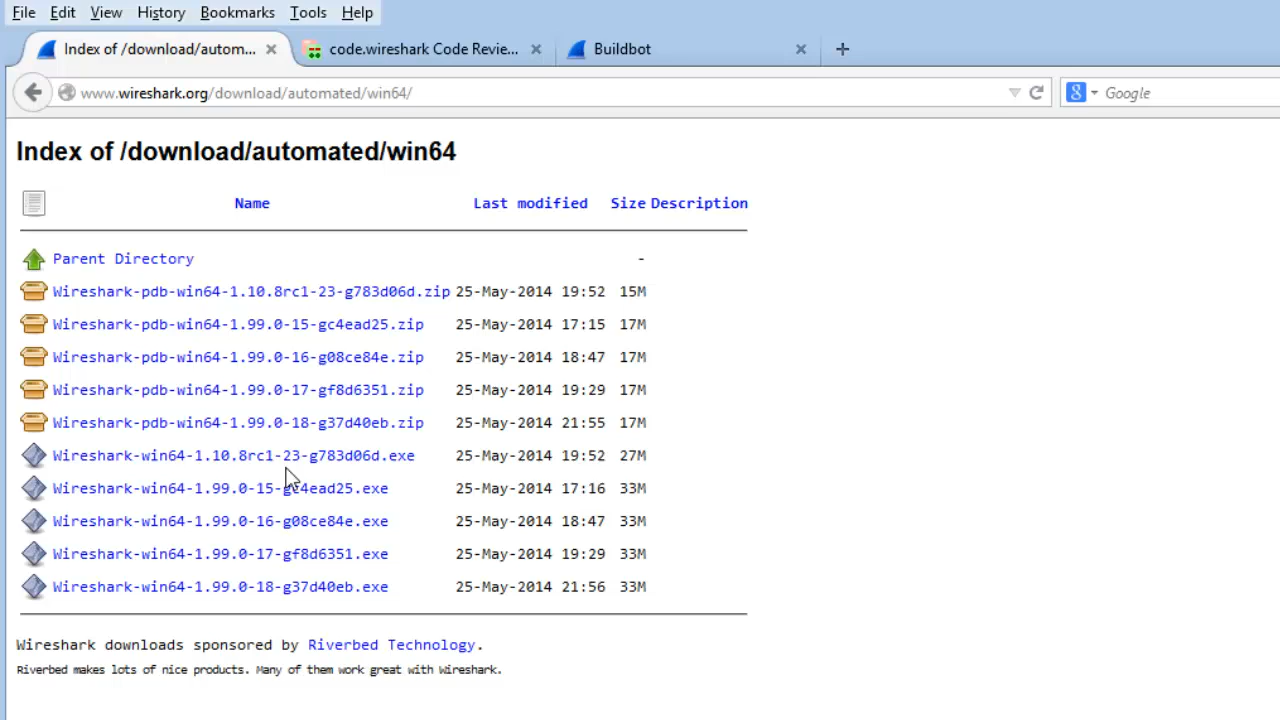 File Edit View History Bookmarks Tools Help
Index of /download/autom... code.wireshark Code Revie... Buildbot
www.wireshark.org/download/automated/win64/ Google
Index of /download/automated/win64
Name Last modified Size Description
Parent Directory -
Wireshark-pdb-win64-1.10.8rc1-23-g783d06d.zip 25-May-2014 19:52 15M
Wireshark-pdb-win64-1.99.0-15-gc4ead25.zip 25-May-2014 17:15 17M
Wireshark-pdb-win64-1.99.0-16-g08ce84e.zip 25-May-2014 18:47 17M
Wireshark-pdb-win64-1.99.0-17-gf8d6351.zip 25-May-2014 19:29 17M
Wireshark-pdb-win64-1.99.0-18-g37d40eb.zip 25-May-2014 21:55 17M
Wireshark-win64-1.10.8rc1-23-g783d06d.exe 25-May-2014 19:52 27M
Wireshark-win64-1.99.0-15-gc4ead25.exe 25-May-2014 17:16 33M
Wireshark-win64-1.99.0-16-g08ce84e.exe 25-May-2014 18:47 33M
Wireshark-win64-1.99.0-17-gf8d6351.exe 25-May-2014 19:29 33M
Wireshark-win64-1.99.0-18-g37d40eb.exe 25-May-2014 21:56 33M
Wireshark downloads sponsored by Riverbed Technology.
Riverbed makes lots of nice products. Many of them work great with Wireshark.